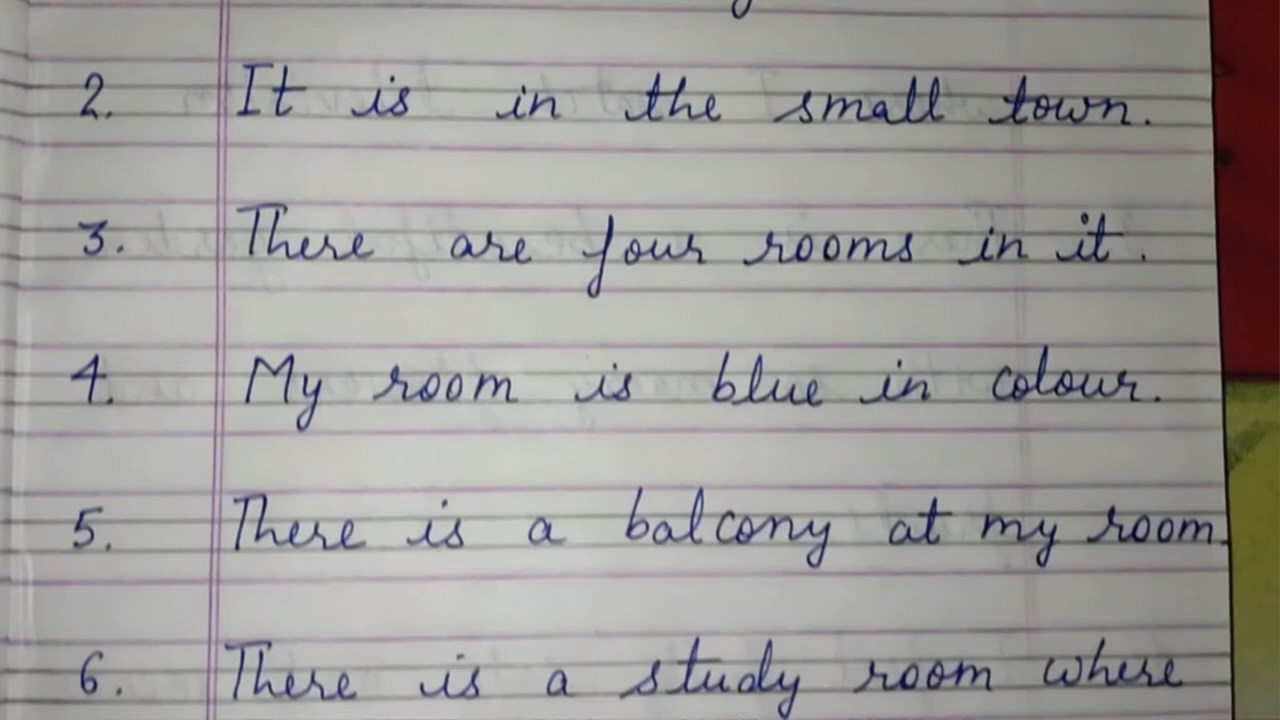 2. It is in the small town.
3. There are four rooms in it.
4. My room is blue in colour.
5. There is a balcony at my room.
6. There is a study room where